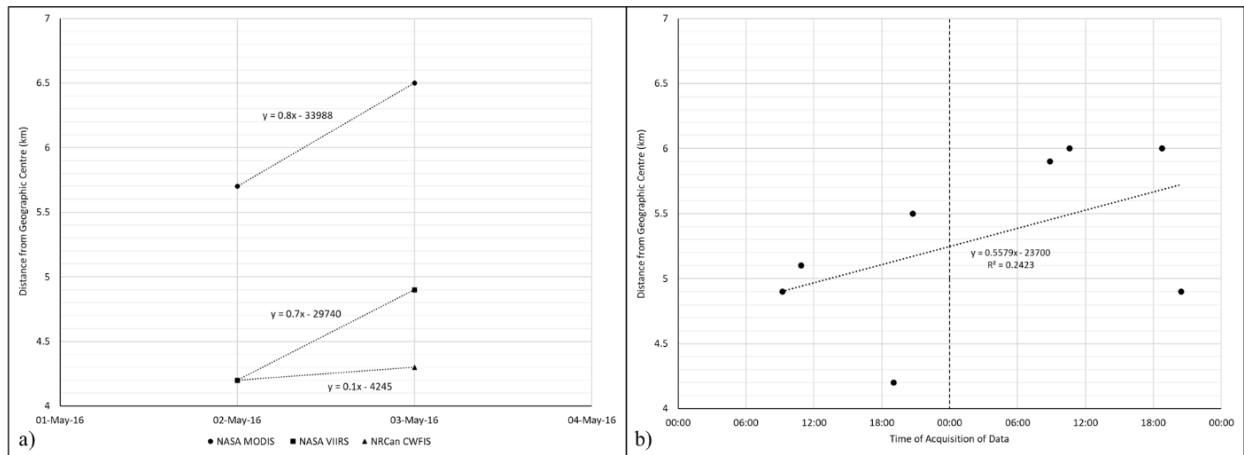 7
6.5
6
5.5
5
4.5
4
Distance from Geographic Centre (km)
y = 0.8x - 33988
y = 0.7x - 29740
y = 0.1x - 4245
01-May-16 02-May-16 03-May-16 04-May-16
NASA MODIS NASA VIIRS NRCan CWFIS
a)
7
6.5
6
5.5
5
4.5
4
Distance from Geographic Centre (km)
y = 0.5579x - 23700
R² = 0.2423
00:00 12:00 18:00 00:00 06:00 12:00 18:00 00:00
Time of Acquisition of Data
b)